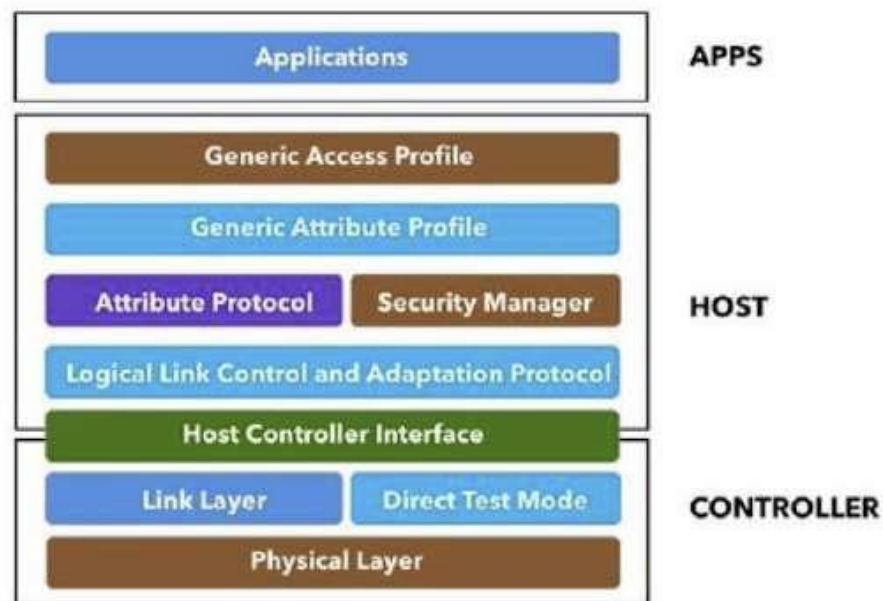 Applications
APPS
Generic Access Profile
Generic Attribute Profile
Attribute Protocol
Security Manager
HOST
Logical Link Control and Adaptation Protocol
Host Controller Interface
Link Layer
Direct Test Mode
CONTROLLER
Physical Layer